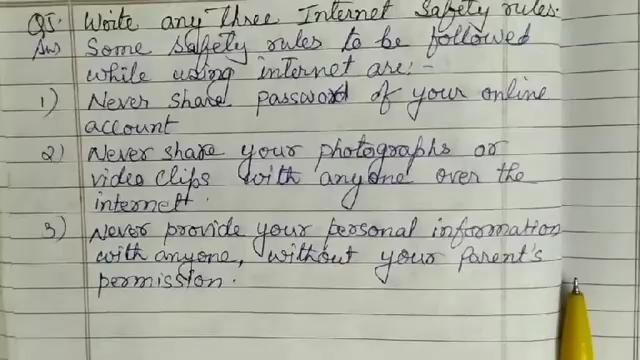 Q5: Write any three Internet Safety rules.
Ans Some safety rules to be followed
while using internet are:-
1) Never share password of your online
account
2) Never share your photographs or
video clips with anyone over the
internet.
3) Never provide your personal information
with anyone, without your parent's
permission.